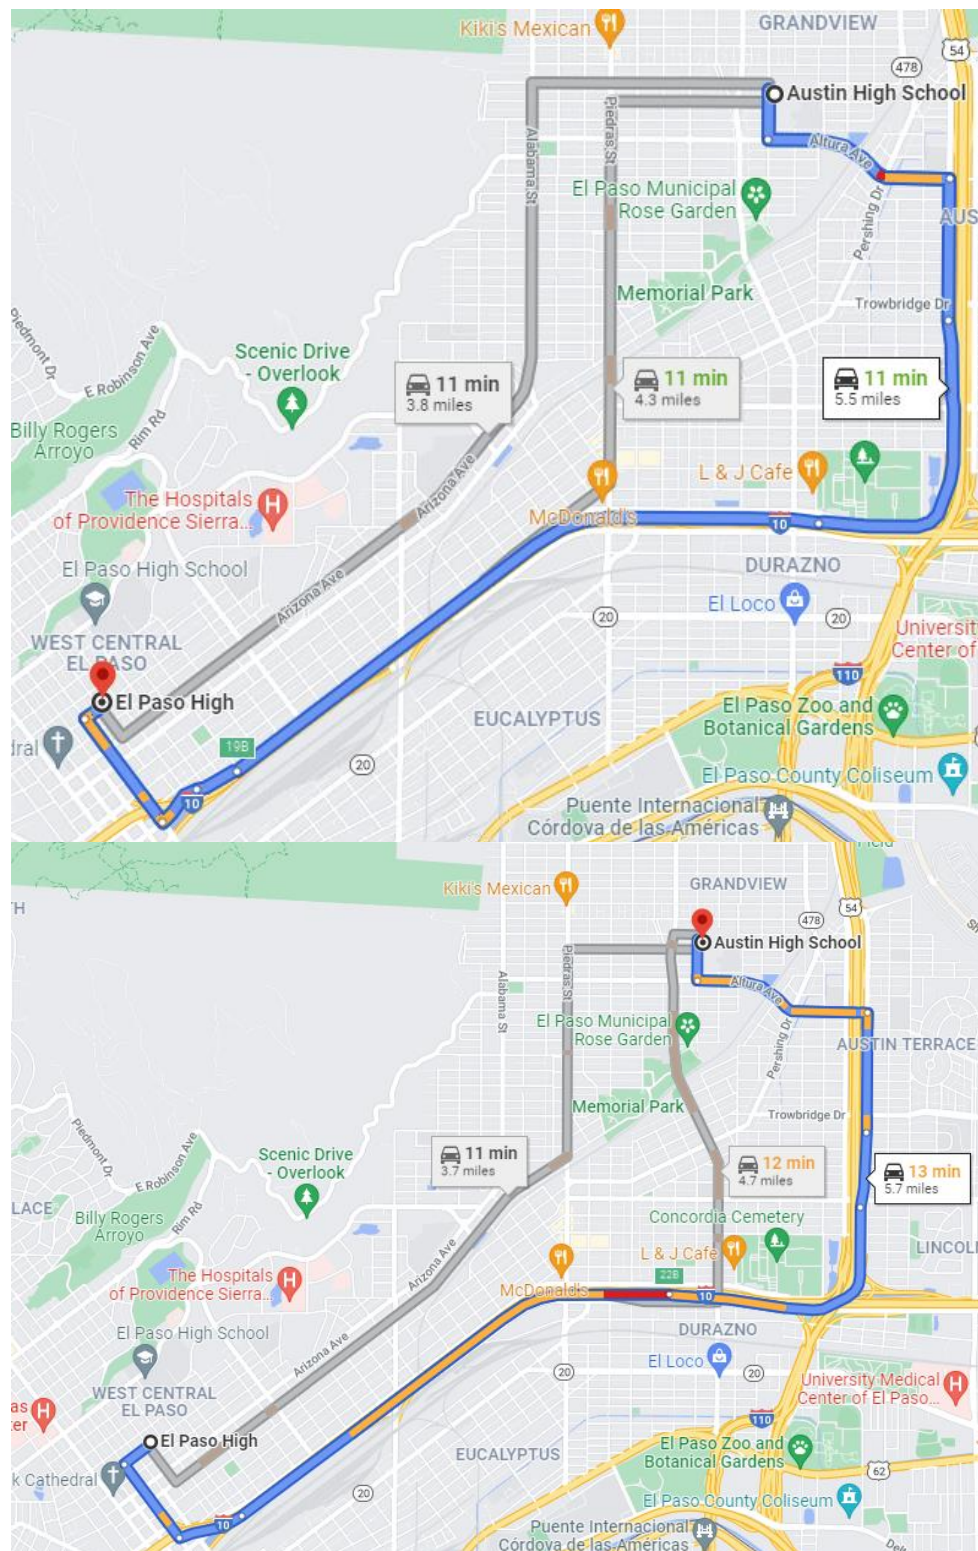 Kiki's Mexican
GRANDVIEW
54
478
Austin High School
Piedras St
Alabama St
Altura Ave
El Paso Municipal
Rose Garden
Pershing Dr
AUS
Memorial Park
Trowbridge Dr
Piedmont Dr
E Robinson Ave
Scenic Drive
- Overlook
11 min
3.8 miles
11 min
4.3 miles
11 min
5.5 miles
Rim Rd
Billy Rogers
Arroyo
L & J Cafe
Arizona Ave
The Hospitals
of Providence Sierra...
McDonald's
10
El Paso High School
DURAZNO
Arizona Ave
El Loco
20
20
WEST CENTRAL
EL PASO
Universit
Center of
110
El Paso High
El Paso Zoo and
Botanical Gardens
EUCALYPTUS
dral
19B
20
El Paso County Coliseum
10
Puente Internacional
Córdova de las Américas
Kiki's Mexican
GRANDVIEW
TH
54
478
Austin High School
Piedras St
Alabama St
Altura Ave
El Paso Municipal
Rose Garden
Pershing Dr
AUSTIN TERRACE
Memorial Park
Trowbridge Dr
Piedmont Dr
E Robinson Ave
Scenic Drive
- Overlook
11 min
3.7 miles
12 min
4.7 miles
13 min
5.7 miles
LACE
Billy Rogers
Arroyo
Rim Rd
Concordia Cemetery
Arizona Ave
L & J Cafe
LINCOL
The Hospitals
of Providence Sierra...
McDonald's
22B
10
El Paso High School
DURAZNO
Arizona Ave
El Loco
20
20
University Medical
Center of El Paso...
WEST CENTRAL
EL PASO
as
er
110
El Paso High
El Paso Zoo and
Botanical Gardens
EUCALYPTUS
k Cathedral
62
20
El Paso County Coliseum
10
Puente Internacional
Córdova de las Américas